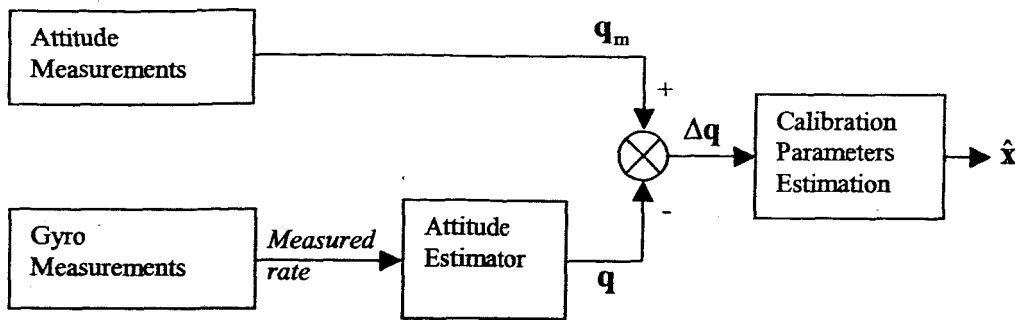 Attitude
Measurements
q_m
+
Δq
Calibration
Parameters
Estimation
x̂
-
Gyro
Measurements
Measured
rate
Attitude
Estimator
q